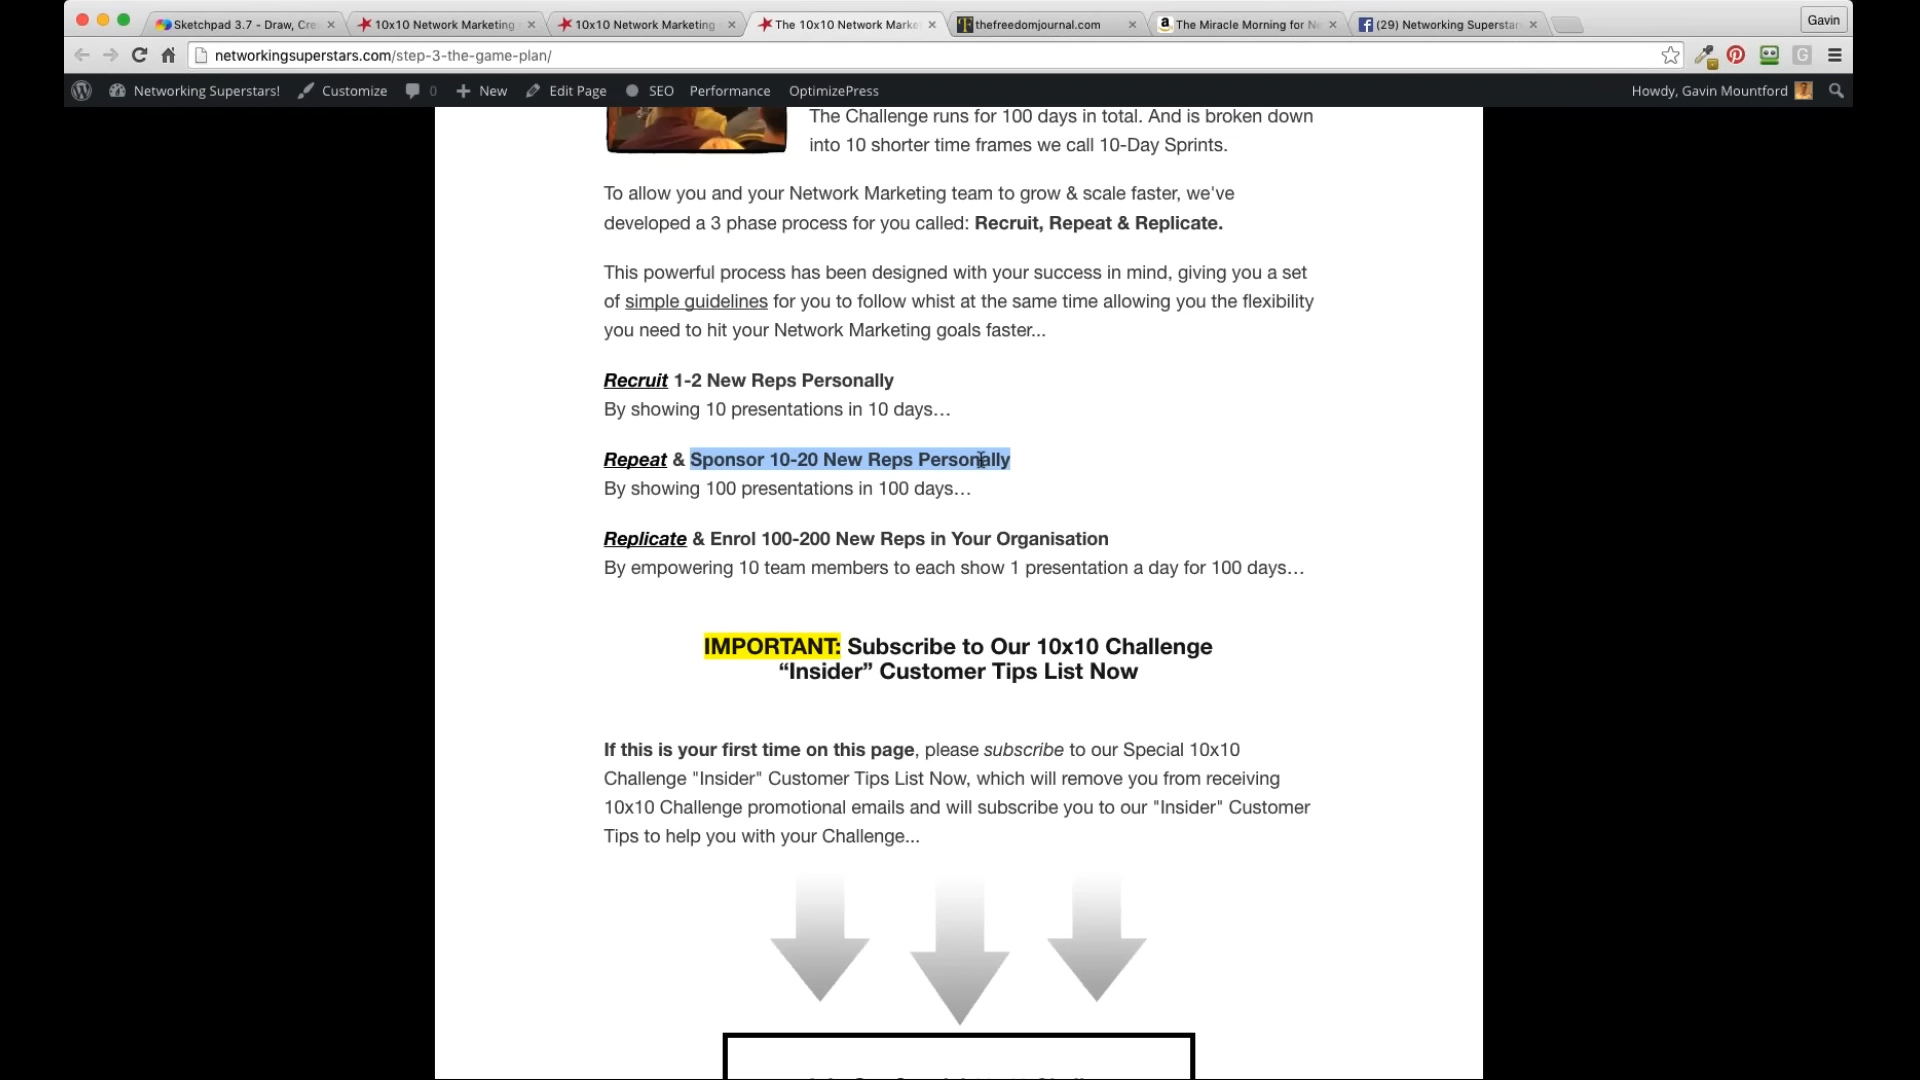 Sketchpad 3.7 - Draw, Cre
10x10 Network Marketing
10x10 Network Marketing
The 10x10 Network Marke
thefreedomjournal.com
The Miracle Morning for Ne
(29) Networking Superstar
Gavin
networkingsuperstars.com/step-3-the-game-plan/
Networking Superstars! Customize 0 New Edit Page SEO Performance OptimizePress Howdy, Gavin Mountford
The Challenge runs for 100 days in total. And is broken down
into 10 shorter time frames we call 10-Day Sprints.
To allow you and your Network Marketing team to grow & scale faster, we've
developed a 3 phase process for you called: Recruit, Repeat & Replicate.
This powerful process has been designed with your success in mind, giving you a set
of simple guidelines for you to follow whist at the same time allowing you the flexibility
you need to hit your Network Marketing goals faster...
Recruit 1-2 New Reps Personally
By showing 10 presentations in 10 days…
Repeat & Sponsor 10-20 New Reps Personally
By showing 100 presentations in 100 days…
Replicate & Enrol 100-200 New Reps in Your Organisation
By empowering 10 team members to each show 1 presentation a day for 100 days…
IMPORTANT: Subscribe to Our 10x10 Challenge
“Insider” Customer Tips List Now
If this is your first time on this page, please subscribe to our Special 10x10
Challenge "Insider" Customer Tips List Now, which will remove you from receiving
10x10 Challenge promotional emails and will subscribe you to our "Insider" Customer
Tips to help you with your Challenge...